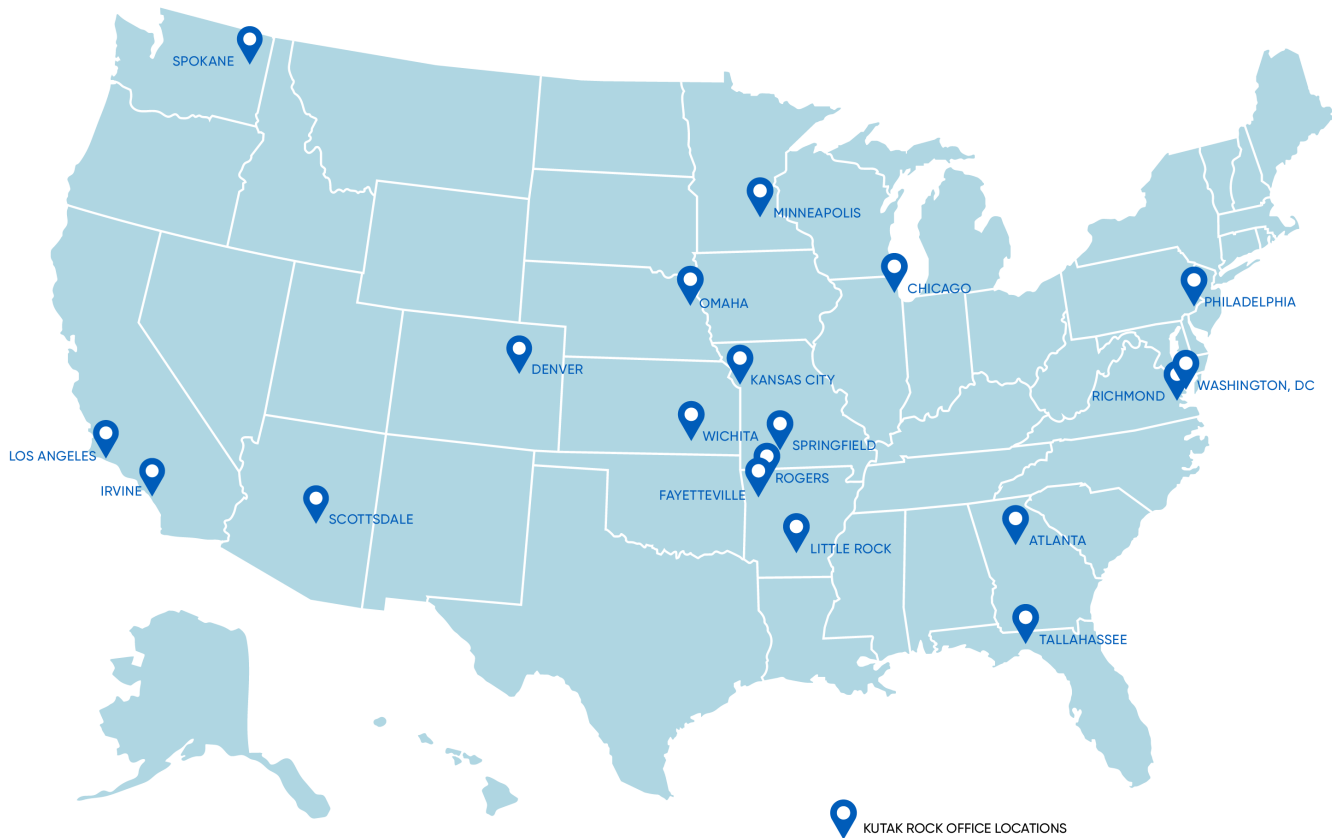 SPOKANE
MINNEAPOLIS
CHICAGO
OMAHA
PHILADELPHIA
DENVER
KANSAS CITY
WASHINGTON, DC
RICHMOND
WICHITA
SPRINGFIELD
LOS ANGELES
ROGERS
IRVINE
FAYETTEVILLE
SCOTTSDALE
ATLANTA
LITTLE ROCK
TALLAHASSEE
KUTAK ROCK OFFICE LOCATIONS